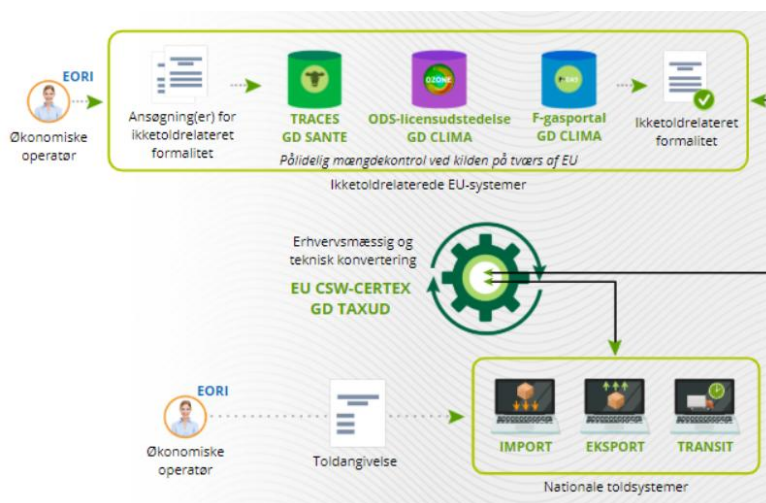 EORI
Økonomiske
operatør
Ansøgning(er) for
ikketoldrelateret
formalitet
TRACES
GD SANTE
OZONE
ODS-licensudstedelse
GD CLIMA
F-GAS
F-gasportal
GD CLIMA
Ikketoldrelateret
formalitet
Pålidelig mængdekontrol ved kilden på tværs af EU
Ikketoldrelaterede EU-systemer
Erhvervsmæssig og
teknisk konvertering
EU CSW-CERTEX
GD TAXUD
EORI
Økonomiske
operatør
Toldangivelse
IMPORT
EKSPORT
TRANSIT
Nationale toldsystemer